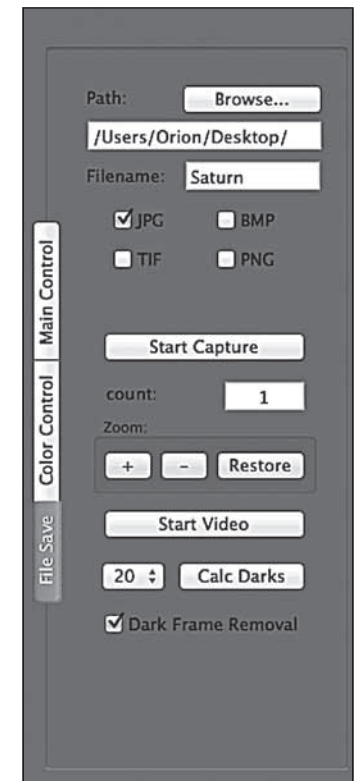 Path: Browse...
/Users/Orion/Desktop/
Filename: Saturn
JPG BMP
TIF PNG
Start Capture
count: 1
Zoom:
+ - Restore
Start Video
20 Calc Darks
Dark Frame Removal
Main Control
Color Control
File Save